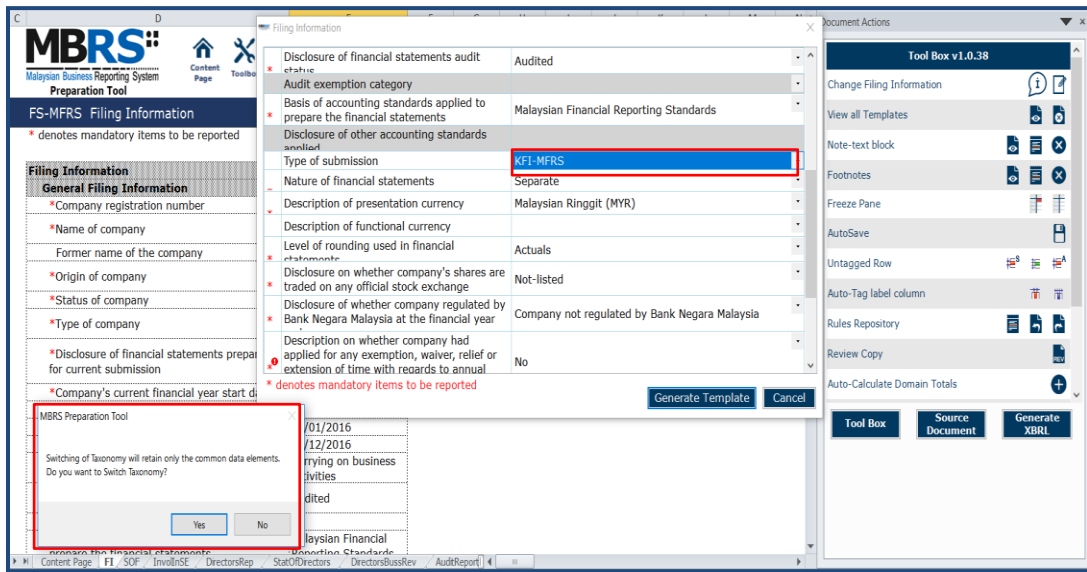 C
D
MBRS
Malaysian Business Reporting System
Preparation Tool
Content
Page
Toolbo
FS-MFRS Filing Information
* denotes mandatory items to be reported
Filing Information
General Filing Information
*Company registration number
*Name of company
Former name of the company
*Origin of company
*Status of company
*Type of company
*Disclosure of financial statements prepar
for current submission
*Company's current financial year start da
/01/2016
/12/2016
rrying on business
tivities
dited
laysian Financial
prepare the financial statements
Reporting Standards
Content Page
FI
SOF
InvolInSE
DirectorsRep
StatOfDirectors
DirectorsBussRev
AuditReport
Filing Information
X
* Disclosure of financial statements audit
status
Audited
Audit exemption category
* Basis of accounting standards applied to
prepare the financial statements
Malaysian Financial Reporting Standards
Disclosure of other accounting standards
applied
Type of submission
KFI-MFRS
Nature of financial statements
Separate
Description of presentation currency
Malaysian Ringgit (MYR)
Description of functional currency
* Level of rounding used in financial
statements
Actuals
* Disclosure on whether company's shares are
traded on any official stock exchange
Not-listed
* Disclosure of whether company regulated by
Bank Negara Malaysia at the financial year
Company not regulated by Bank Negara Malaysia
* Description on whether company had
applied for any exemption, waiver, relief or
extension of time with regards to annual
No
* denotes mandatory items to be reported
Generate Template
Cancel
MBRS Preparation Tool
X
Switching of Taxonomy will retain only the common data elements.
Do you want to Switch Taxonomy?
Yes
No
Document Actions
Tool Box v1.0.38
Change Filing Information
View all Templates
Note-text block
Footnotes
Freeze Pane
AutoSave
Untagged Row
S
A
Auto-Tag label column
Rules Repository
Review Copy
REV
Auto-Calculate Domain Totals
Tool Box
Source
Document
Generate
XBRL